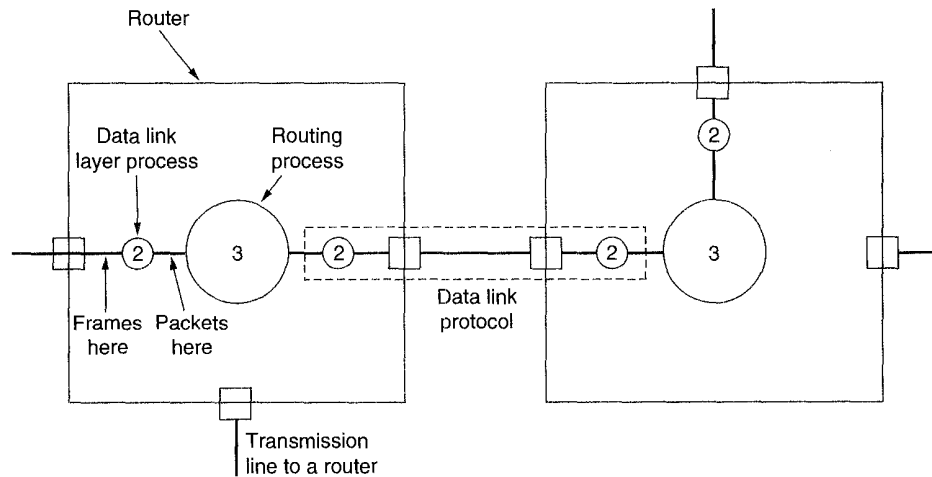 Router
Data link
layer process
Routing
process
2
2
3
2
2
3
Frames
here
Packets
here
Data link
protocol
Transmission
line to a router